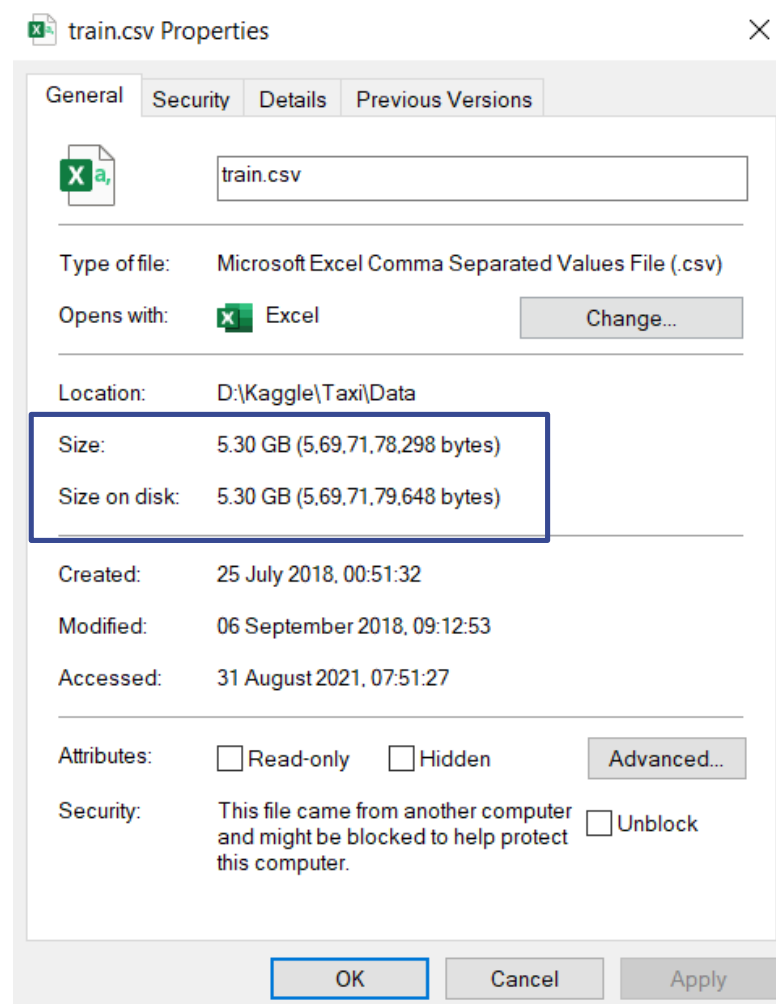 train.csv Properties
General Security Details Previous Versions
train.csv
Type of file: Microsoft Excel Comma Separated Values File (.csv)
Opens with: Excel Change...
Location: D:\Kaggle\Taxi\Data
Size: 5.30 GB (5,69,71,78,298 bytes)
Size on disk: 5.30 GB (5,69,71,79,648 bytes)
Created: 25 July 2018, 00:51:32
Modified: 06 September 2018, 09:12:53
Accessed: 31 August 2021, 07:51:27
Attributes: Read-only Hidden Advanced...
Security: This file came from another computer
and might be blocked to help protect Unblock
this computer.
OK Cancel Apply